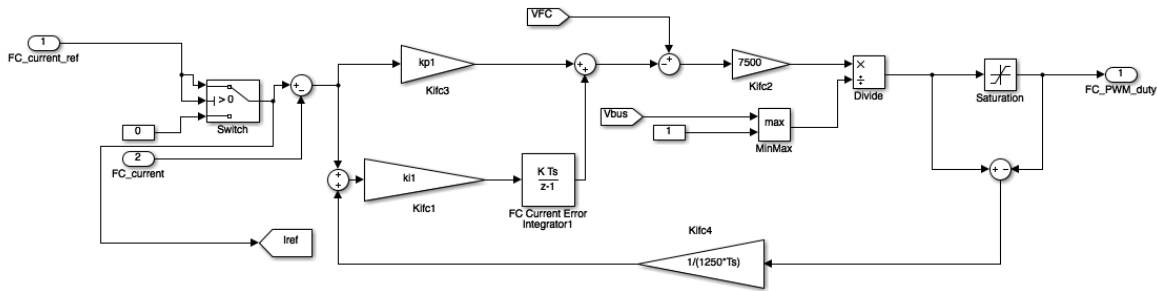 VFC
1
FC_current_ref
> 0
Switch
0
2
FC_current
+
−
kp1
Kifc3
+
+
−
+
7500
Kifc2
×
÷
Divide
Saturation
1
FC_PWM_duty
Vbus
1
max
MinMax
+
+
ki1
Kifc1
K Ts
z-1
FC Current Error
Integrator1
+ −
Iref
Kifc4
1/(1250*Ts)